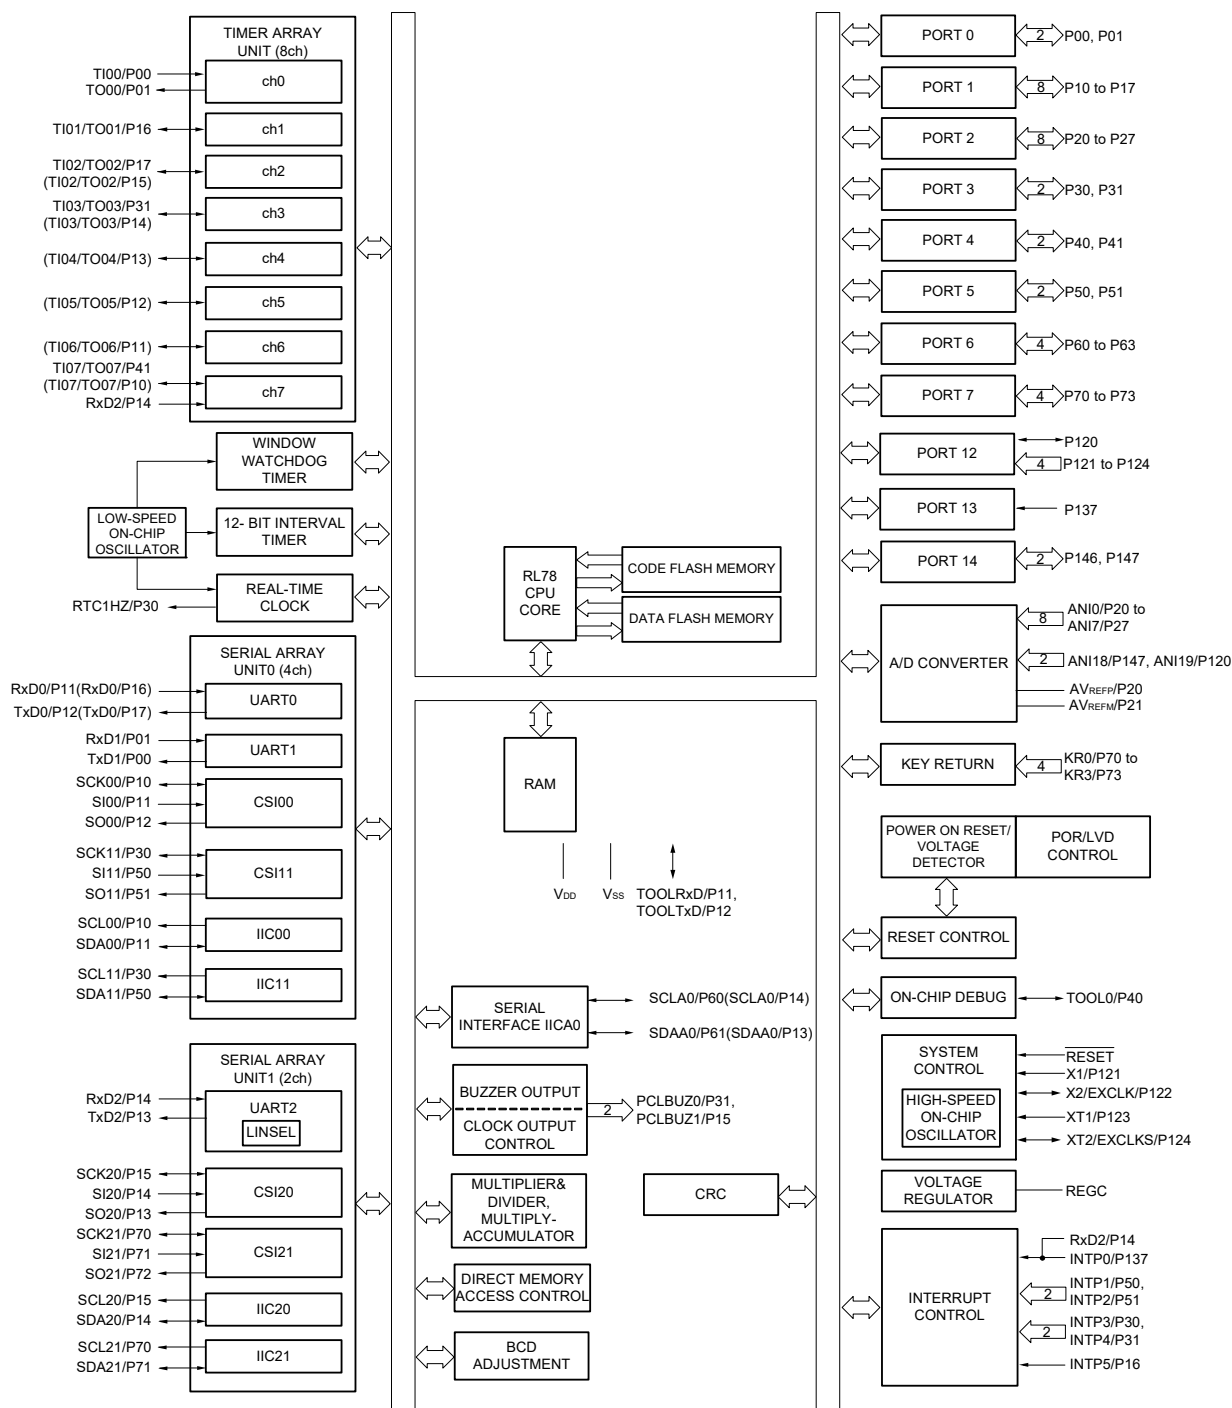 TIMER ARRAY
UNIT (8ch)
TI00/P00
TO00/P01
ch0
TI01/TO01/P16
ch1
TI02/TO02/P17
(TI02/TO02/P15)
ch2
TI03/TO03/P31
(TI03/TO03/P14)
ch3
(TI04/TO04/P13)
ch4
(TI05/TO05/P12)
ch5
(TI06/TO06/P11)
ch6
TI07/TO07/P41
(TI07/TO07/P10)
RxD2/P14
ch7
WINDOW
WATCHDOG
TIMER
LOW-SPEED
ON-CHIP
OSCILLATOR
12- BIT INTERVAL
TIMER
REAL-TIME
CLOCK
RTC1HZ/P30
SERIAL ARRAY
UNIT0 (4ch)
RxD0/P11(RxD0/P16)
TxD0/P12(TxD0/P17)
UART0
RxD1/P01
TxD1/P00
UART1
SCK00/P10
SI00/P11
SO00/P12
CSI00
SCK11/P30
SI11/P50
SO11/P51
CSI11
SCL00/P10
SDA00/P11
IIC00
SCL11/P30
SDA11/P50
IIC11
SERIAL ARRAY
UNIT1 (2ch)
RxD2/P14
TxD2/P13
UART2
LINSEL
SCK20/P15
SI20/P14
SO20/P13
CSI20
SCK21/P70
SI21/P71
SO21/P72
CSI21
SCL20/P15
SDA20/P14
IIC20
SCL21/P70
SDA21/P71
IIC21
RL78
CPU
CORE
CODE FLASH MEMORY
DATA FLASH MEMORY
RAM
VDD
VSS
TOOLRxD/P11,
TOOLTxD/P12
SERIAL
INTERFACE IICA0
SCLA0/P60(SCLA0/P14)
SDAA0/P61(SDAA0/P13)
BUZZER OUTPUT
CLOCK OUTPUT
CONTROL
2
PCLBUZ0/P31,
PCLBUZ1/P15
MULTIPLIER&
DIVIDER,
MULTIPLY-
ACCUMULATOR
CRC
DIRECT MEMORY
ACCESS CONTROL
BCD
ADJUSTMENT
PORT 0
2
P00, P01
PORT 1
8
P10 to P17
PORT 2
8
P20 to P27
PORT 3
2
P30, P31
PORT 4
2
P40, P41
PORT 5
2
P50, P51
PORT 6
4
P60 to P63
PORT 7
4
P70 to P73
PORT 12
P120
4
P121 to P124
PORT 13
P137
PORT 14
2
P146, P147
A/D CONVERTER
8
ANI0/P20 to
ANI7/P27
2
ANI18/P147, ANI19/P120
AVREFP/P20
AVREFM/P21
KEY RETURN
4
KR0/P70 to
KR3/P73
POWER ON RESET/
VOLTAGE
DETECTOR
POR/LVD
CONTROL
RESET CONTROL
ON-CHIP DEBUG
TOOL0/P40
SYSTEM
CONTROL
HIGH-SPEED
ON-CHIP
OSCILLATOR
RESET
X1/P121
X2/EXCLK/P122
XT1/P123
XT2/EXCLKS/P124
VOLTAGE
REGULATOR
REGC
INTERRUPT
CONTROL
RxD2/P14
INTP0/P137
2
INTP1/P50,
INTP2/P51
2
INTP3/P30,
INTP4/P31
INTP5/P16